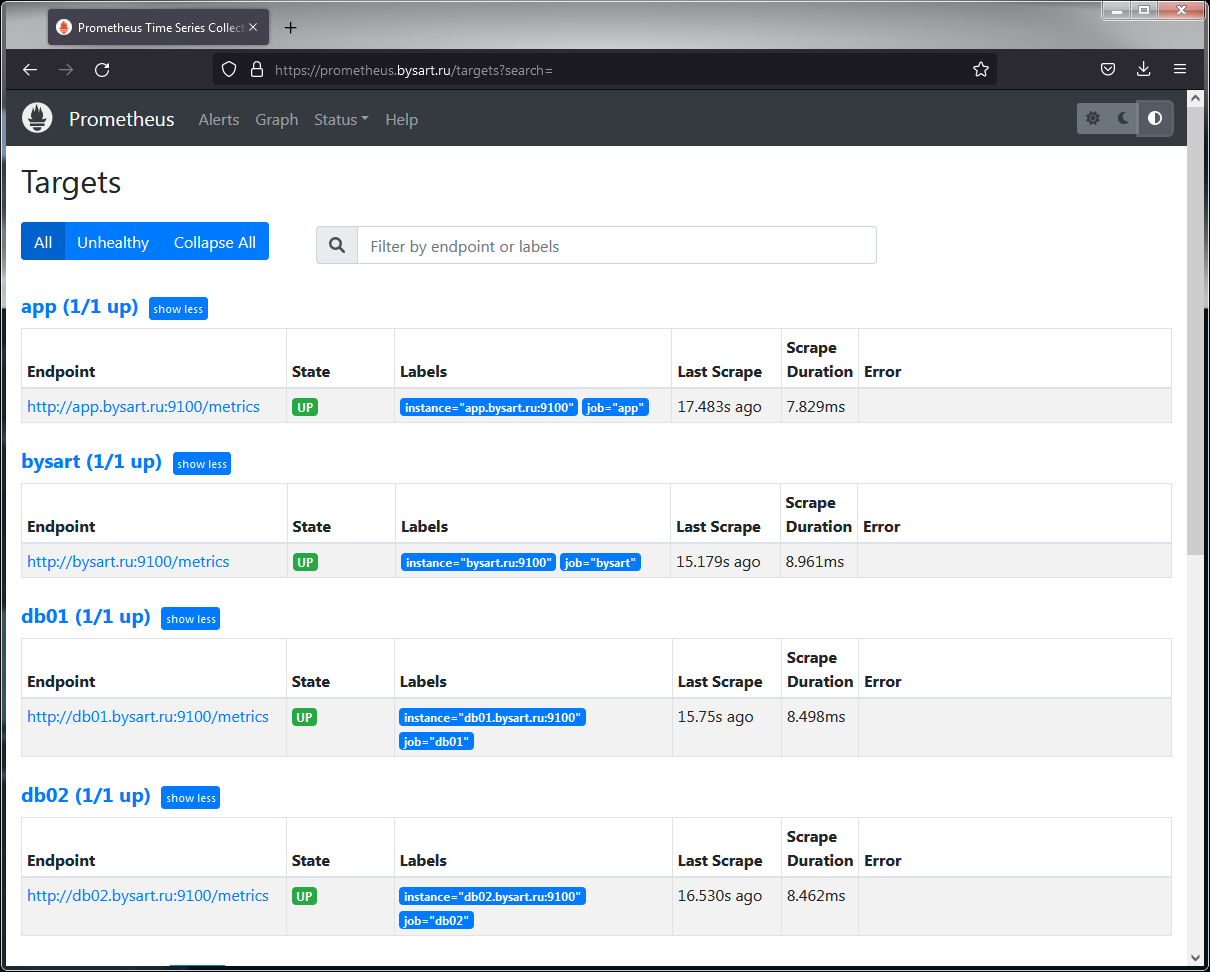 Prometheus Time Series Collect
https://prometheus.bysart.ru/targets?search=
Prometheus Alerts Graph Status Help
Targets
All Unhealthy Collapse All Filter by endpoint or labels
app (1/1 up) show less
Endpoint State Labels Last Scrape Scrape Duration Error
http://app.bysart.ru:9100/metrics UP instance="app.bysart.ru:9100" job="app" 17.483s ago 7.829ms
bysart (1/1 up) show less
Endpoint State Labels Last Scrape Scrape Duration Error
http://bysart.ru:9100/metrics UP instance="bysart.ru:9100" job="bysart" 15.179s ago 8.961ms
db01 (1/1 up) show less
Endpoint State Labels Last Scrape Scrape Duration Error
http://db01.bysart.ru:9100/metrics UP instance="db01.bysart.ru:9100" 15.75s ago 8.498ms
job="db01"
db02 (1/1 up) show less
Endpoint State Labels Last Scrape Scrape Duration Error
http://db02.bysart.ru:9100/metrics UP instance="db02.bysart.ru:9100" 16.530s ago 8.462ms
job="db02"